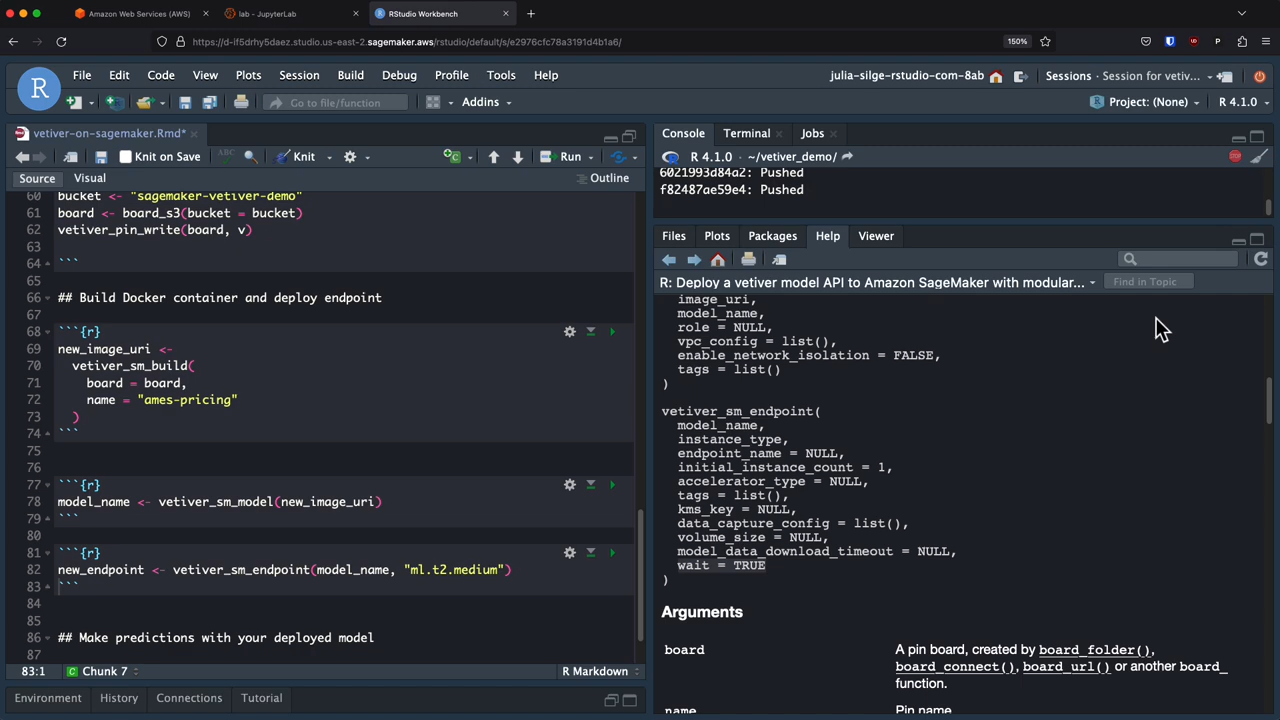 Amazon Web Services (AWS)
lab - JupyterLab
RStudio Workbench
https://d-lf5drhy5daez.studio.us-east-2.sagemaker.aws/rstudio/default/s/e2976cfc78a3191d4b1a6/
150%
R
File Edit Code View Plots Session Build Debug Profile Tools Help
julia-silge-rstudio-com-8ab
Sessions
Session for vetiv...
Go to file/function
Addins
Project: (None)
R 4.1.0
vetiver-on-sagemaker.Rmd*
Knit on Save
ABC
Knit
Run
Source Visual
Outline
60 bucket <- "sagemaker-vetiver-demo"
61 board <- board_s3(bucket = bucket)
62 vetiver_pin_write(board, v)
63
64 ```
65
66 ## Build Docker container and deploy endpoint
67
68 ```{r}
69 new_image_uri <-
70 vetiver_sm_build(
71 board = board,
72 name = "ames-pricing"
73 )
74 ```
75
76
77 ```{r}
78 model_name <- vetiver_sm_model(new_image_uri)
79 ```
80
81 ```{r}
82 new_endpoint <- vetiver_sm_endpoint(model_name, "ml.t2.medium")
83 ```
84
85
86 ## Make predictions with your deployed model
87
83:1
Chunk 7
R Markdown
Environment History Connections Tutorial
Console Terminal Jobs
R 4.1.0 · ~/vetiver_demo/
6021993d84a2: Pushed
f82487ae59e4: Pushed
Files Plots Packages Help Viewer
R: Deploy a vetiver model API to Amazon SageMaker with modular...
Find in Topic
image_uri,
model_name,
role = NULL,
vpc_config = list(),
enable_network_isolation = FALSE,
tags = list()
)
vetiver_sm_endpoint(
model_name,
instance_type,
endpoint_name = NULL,
initial_instance_count = 1,
accelerator_type = NULL,
tags = list(),
kms_key = NULL,
data_capture_config = list(),
volume_size = NULL,
model_data_download_timeout = NULL,
wait = TRUE
)
Arguments
board
A pin board, created by board_folder(),
board_connect(), board_url() or another board_
function.
name
Pin name.